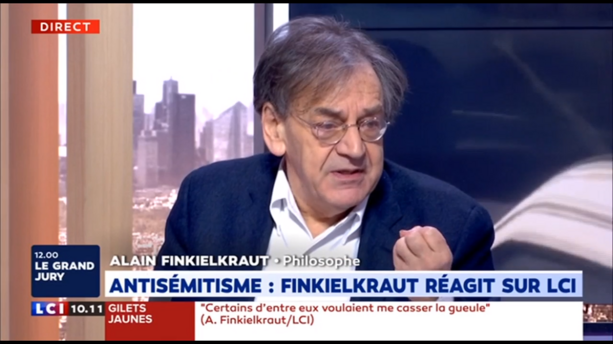 DIRECT
ALAIN FINKIELKRAUT • Philosophe
12.00
LE GRAND
JURY
ANTISÉMITISME : FINKIELKRAUT RÉAGIT SUR LCI
LCI 10.11
GILETS
JAUNES
"Certains d'entre eux voulaient me casser la gueule"
(A. Finkielkraut/LCI)